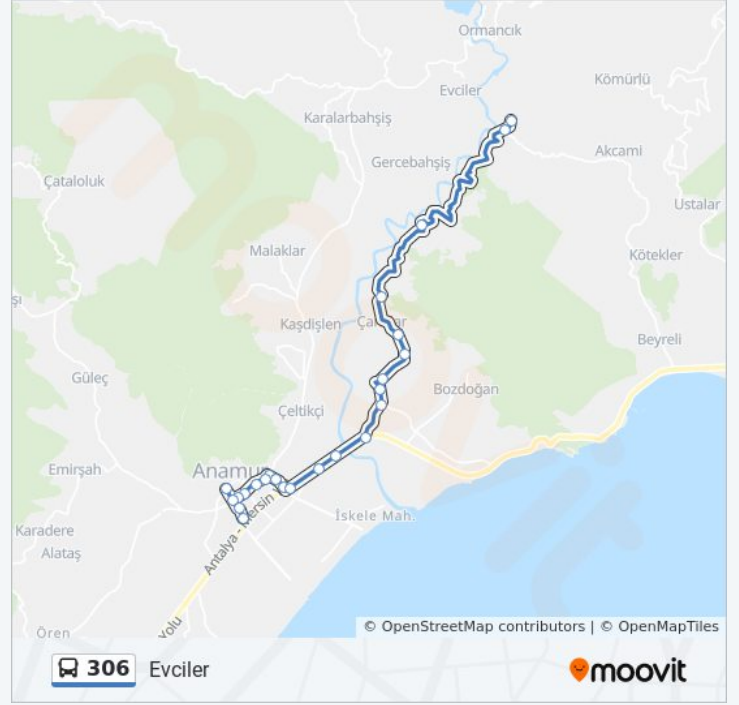 Ormancık
Kömürlü
Evciler
Karalarbahşiş
Akcami
Gercebahşiş
Çataloluk
Ustalar
Malaklar
Kötekler
şı
Kaşdişlen
Beyreli
Güleç
Bozdoğan
Çeltikçi
Emirşah
Anamur
İskele Mah.
Karadere
Antalya - Mersin Y
Alataş
Yolu
Ören
© OpenStreetMap contributors | © OpenMapTiles
306 Evciler
moovit